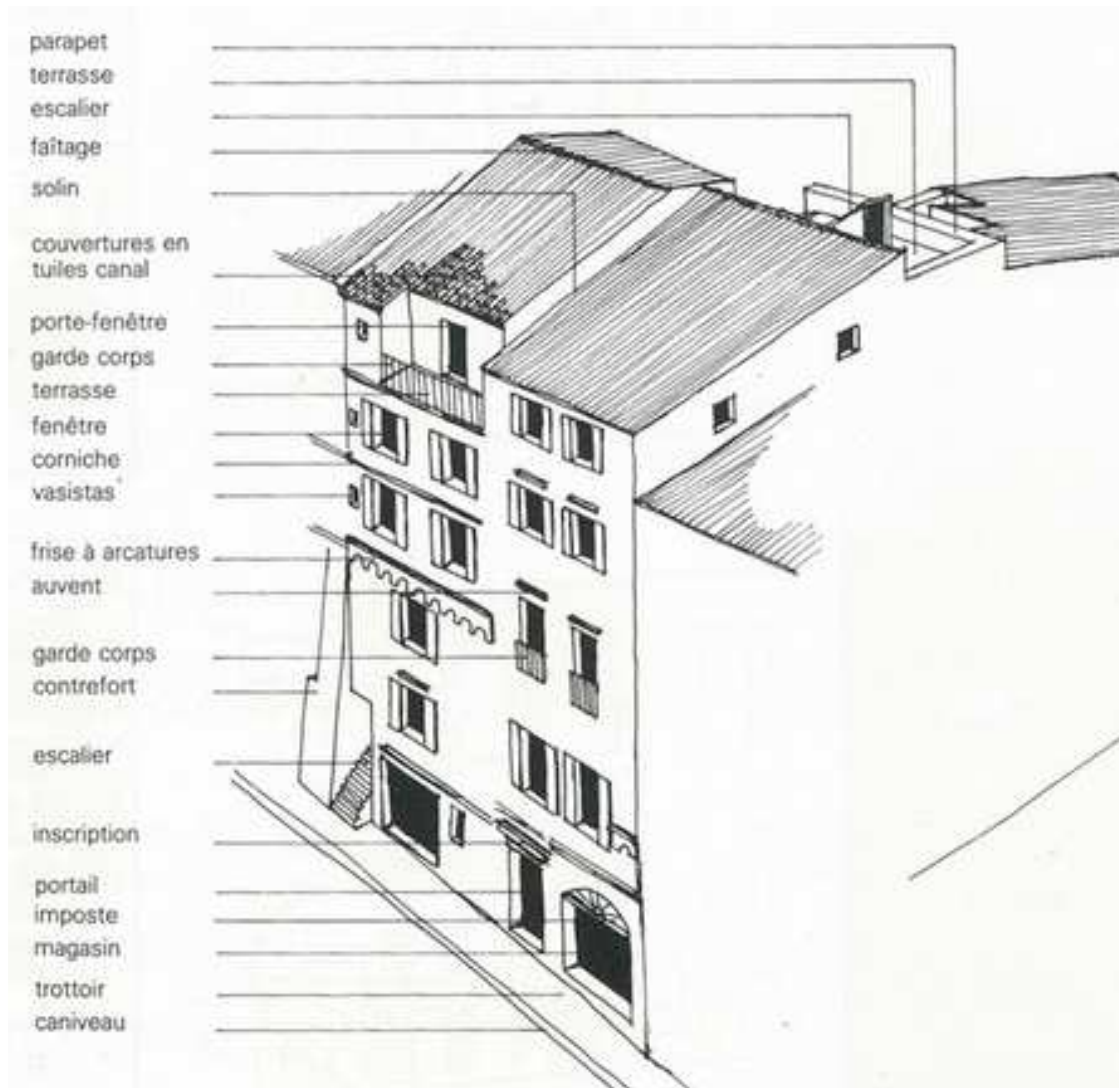 parapet
terrasse
escalier
faîtage
solin
couvertures en
tuiles canal
porte-fenêtre
garde corps
terrasse
fenêtre
corniche
vasistas*
frise à arcatures
auvent
garde corps
contrefort
escalier
inscription
portail
imposte
magasin
trottoir
caniveau